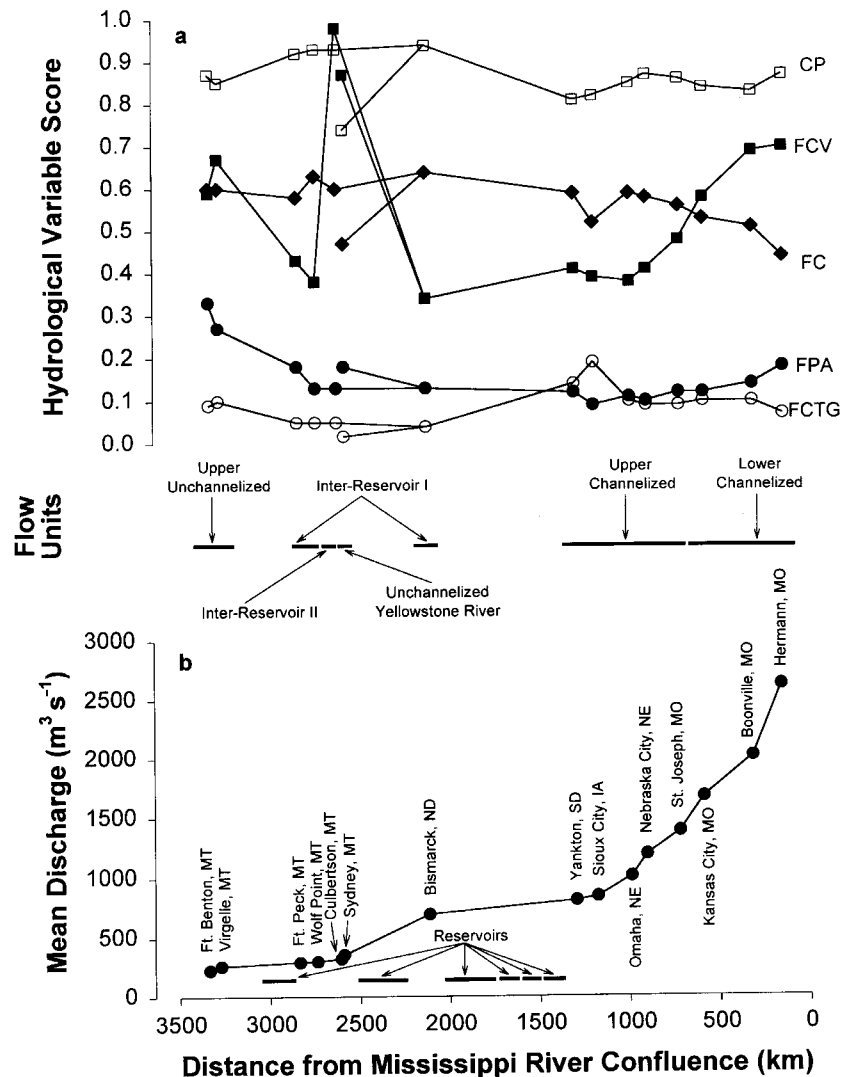 a
1.0
0.9
0.8
0.7
0.6
0.5
0.4
0.3
0.2
0.1
0.0
Hydrological Variable Score
CP
FCV
FC
FPA
FCTG
Flow
Units
Upper
Unchannelized
Inter-Reservoir I
Upper
Channelized
Lower
Channelized
Inter-Reservoir II
Unchannelized
Yellowstone River
b
3000
2500
2000
1500
1000
500
0
Mean Discharge (m³ s⁻¹)
Ft. Benton, MT
Virgelle, MT
Ft. Peck, MT
Wolf Point, MT
Culbertson, MT
Sydney, MT
Bismarck, ND
Yankton, SD
Sioux City, IA
Omaha, NE
Nebraska City, NE
St. Joseph, MO
Kansas City, MO
Boonville, MO
Hermann, MO
Reservoirs
3500 3000 2500 2000 1500 1000 500 0
Distance from Mississippi River Confluence (km)